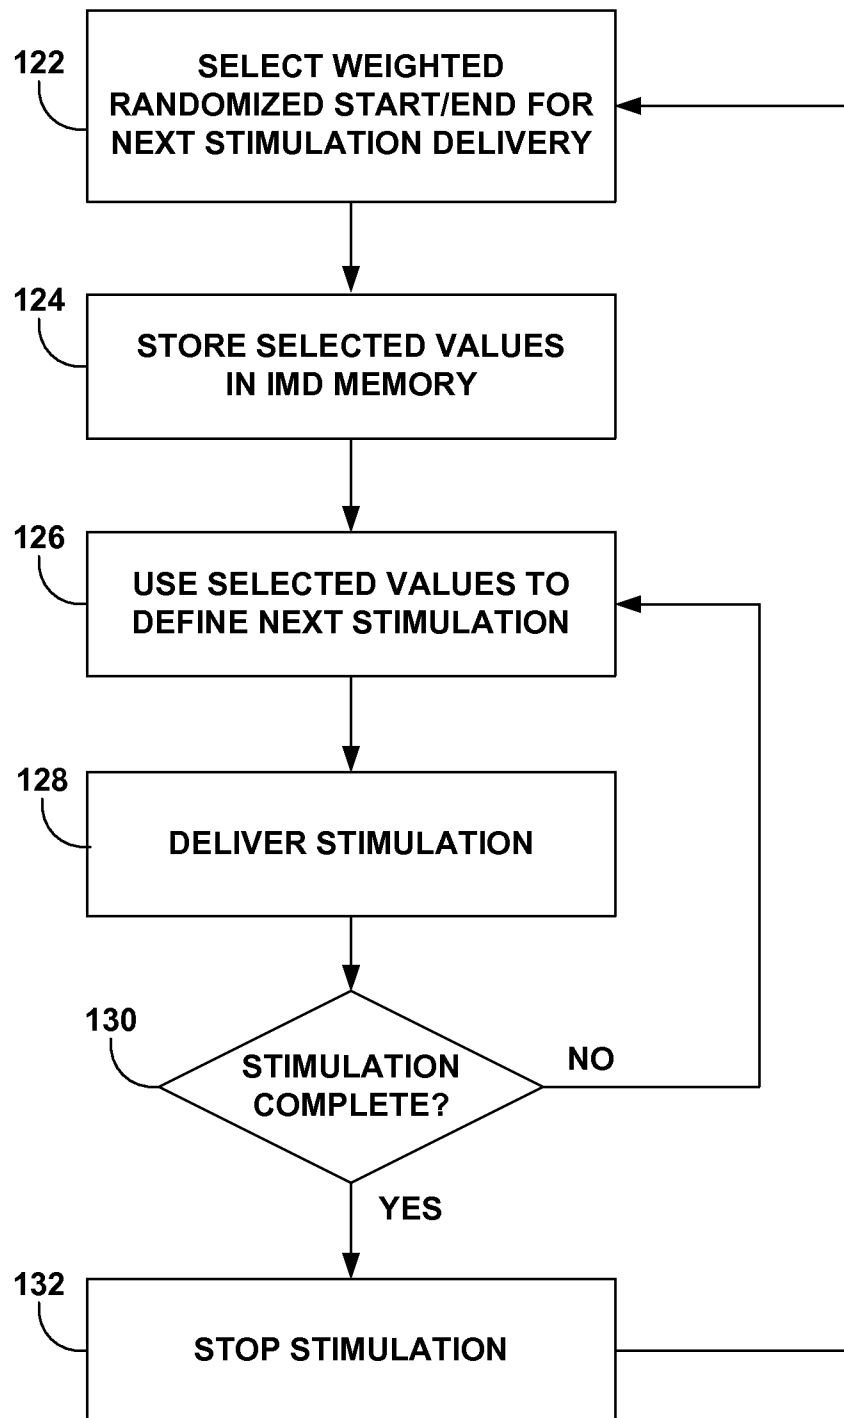 122
SELECT WEIGHTED
RANDOMIZED START/END FOR
NEXT STIMULATION DELIVERY
124
STORE SELECTED VALUES
IN IMD MEMORY
126
USE SELECTED VALUES TO
DEFINE NEXT STIMULATION
128
DELIVER STIMULATION
130
STIMULATION
COMPLETE?
NO
YES
132
STOP STIMULATION